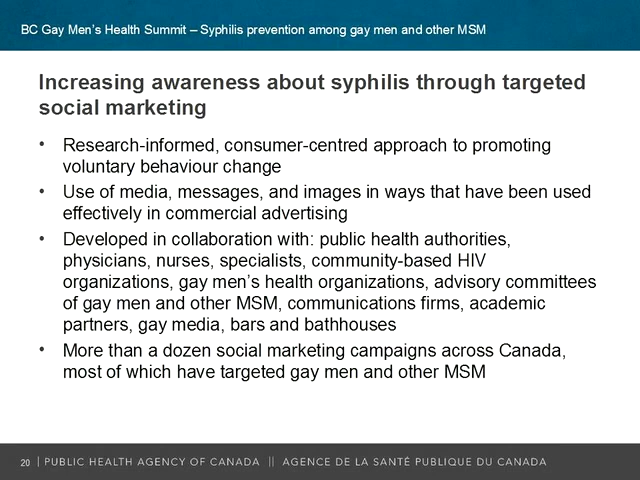 BC Gay Men's Health Summit – Syphilis prevention among gay men and other MSM
Increasing awareness about syphilis through targeted
social marketing
• Research-informed, consumer-centred approach to promoting
voluntary behaviour change
• Use of media, messages, and images in ways that have been used
effectively in commercial advertising
• Developed in collaboration with: public health authorities,
physicians, nurses, specialists, community-based HIV
organizations, gay men's health organizations, advisory committees
of gay men and other MSM, communications firms, academic
partners, gay media, bars and bathhouses
• More than a dozen social marketing campaigns across Canada,
most of which have targeted gay men and other MSM
20 | PUBLIC HEALTH AGENCY OF CANADA || AGENCE DE LA SANTÉ PUBLIQUE DU CANADA